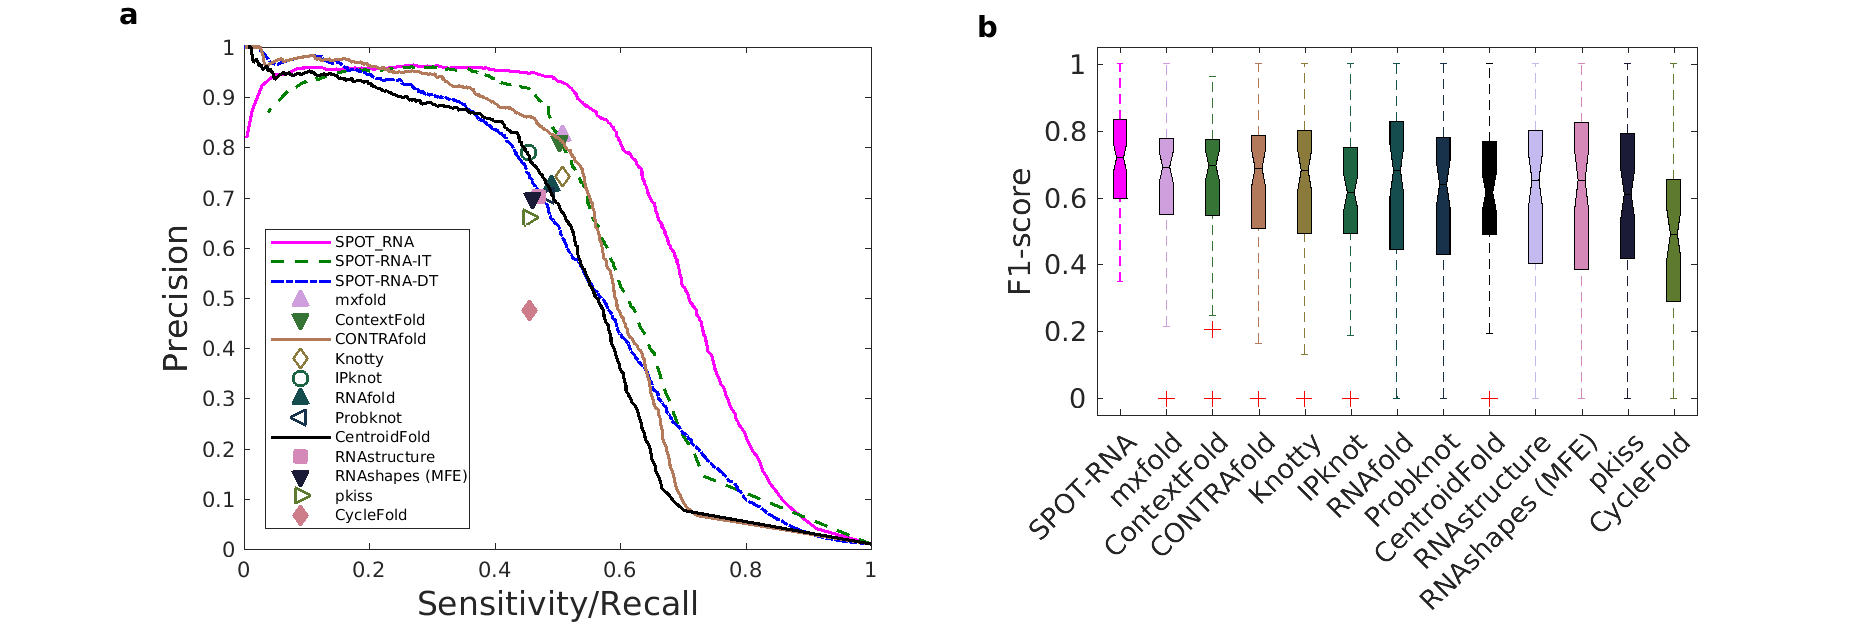 a
1
0.9
0.8
0.7
0.6
0.5
0.4
0.3
0.2
0.1
0
Precision
SPOT_RNA
SPOT-RNA-IT
SPOT-RNA-DT
mxfold
ContextFold
CONTRAfold
Knotty
IPknot
RNAfold
Probknot
CentroidFold
RNAstructure
RNAshapes (MFE)
pkiss
CycleFold
0 0.2 0.4 0.6 0.8 1
Sensitivity/Recall
b
1
0.8
0.6
0.4
0.2
0
F1-score
SPOT-RNA
mxfold
ContextFold
CONTRAfold
Knotty
IPknot
RNAfold
Probknot
CentroidFold
RNAstructure
RNAshapes (MFE)
pkiss
CycleFold